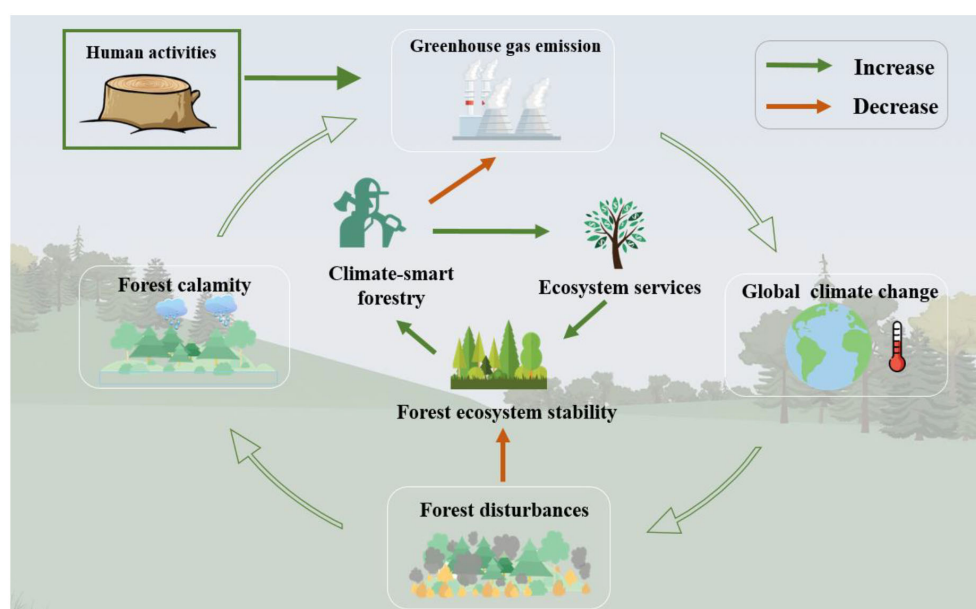 Human activities
Greenhouse gas emission
Increase
Decrease
Climate-smart
forestry
Ecosystem services
Forest calamity
Global climate change
Forest ecosystem stability
Forest disturbances